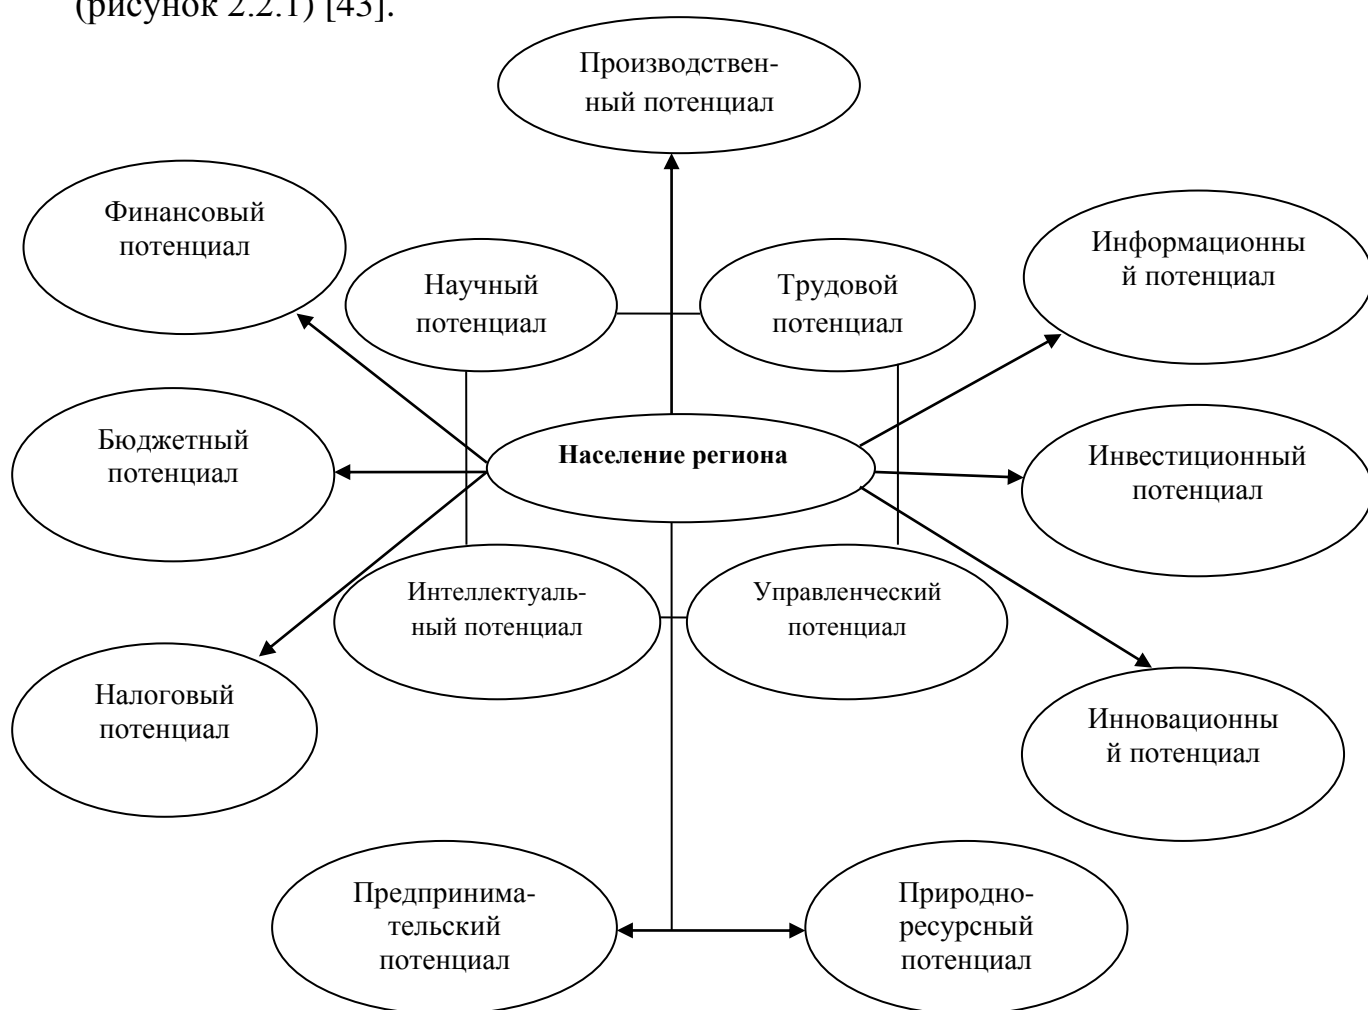 (рисунок 2.2.1) [43].
Производствен-
ный потенциал
Финансовый
потенциал
Информационны
й потенциал
Научный
потенциал
Трудовой
потенциал
Бюджетный
потенциал
Население региона
Инвестиционный
потенциал
Интеллектуаль-
ный потенциал
Управленческий
потенциал
Налоговый
потенциал
Инновационны
й потенциал
Предпринима-
тельский
потенциал
Природно-
ресурсный
потенциал